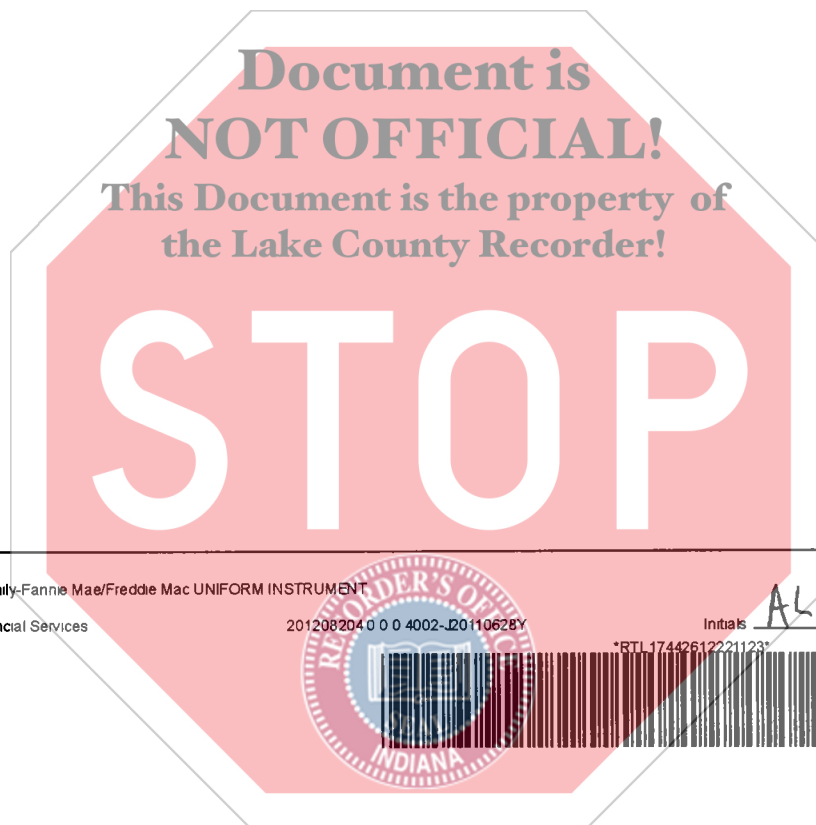 Document is
NOT OFFICIAL!
This Document is the property of
the Lake County Recorder!
STOP
ily-Fannie Mae/Freddie Mac UNIFORM INSTRUMENT
ncial Services 201208204 0 0 0 4002-J20110628Y Initials AL
*RTL17442612221123*
RECORDER'S OFFICE
SEAL
INDIANA